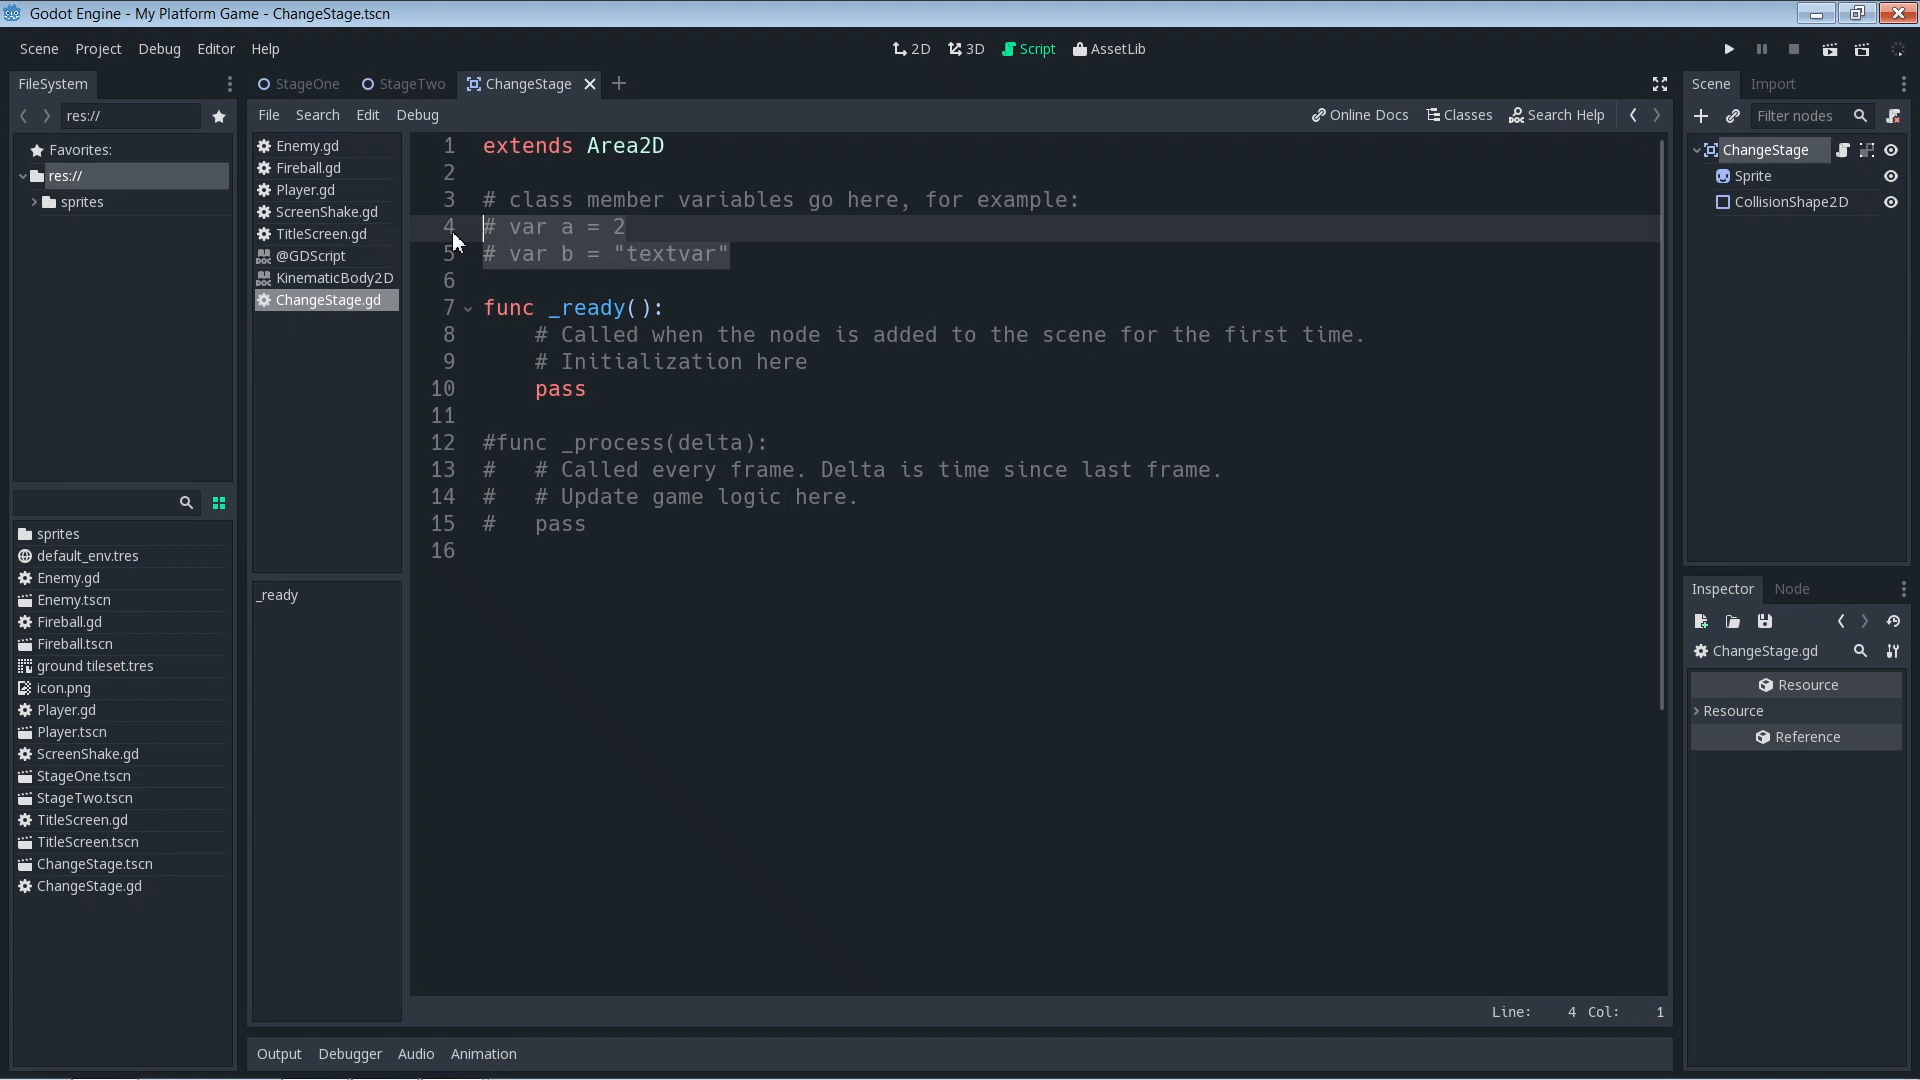 Godot Engine - My Platform Game - ChangeStage.tscn
Scene Project Debug Editor Help
2D 3D Script AssetLib
FileSystem
res://
Favorites:
res://
sprites
sprites
default_env.tres
Enemy.gd
Enemy.tscn
Fireball.gd
Fireball.tscn
ground tileset.tres
icon.png
Player.gd
Player.tscn
ScreenShake.gd
StageOne.tscn
StageTwo.tscn
TitleScreen.gd
TitleScreen.tscn
ChangeStage.tscn
ChangeStage.gd
StageOne StageTwo ChangeStage
File Search Edit Debug
Online Docs Classes Search Help
Enemy.gd
Fireball.gd
Player.gd
ScreenShake.gd
TitleScreen.gd
@GDScript
KinematicBody2D
ChangeStage.gd
_ready
1 extends Area2D
2
3 # class member variables go here, for example:
4 # var a = 2
5 # var b = "textvar"
6
7 func _ready():
8 # Called when the node is added to the scene for the first time.
9 # Initialization here
10 pass
11
12 #func _process(delta):
13 # # Called every frame. Delta is time since last frame.
14 # # Update game logic here.
15 # pass
16
Line: 4 Col: 1
Output Debugger Audio Animation
Scene Import
Filter nodes
ChangeStage
Sprite
CollisionShape2D
Inspector Node
ChangeStage.gd
Resource
Resource
Reference